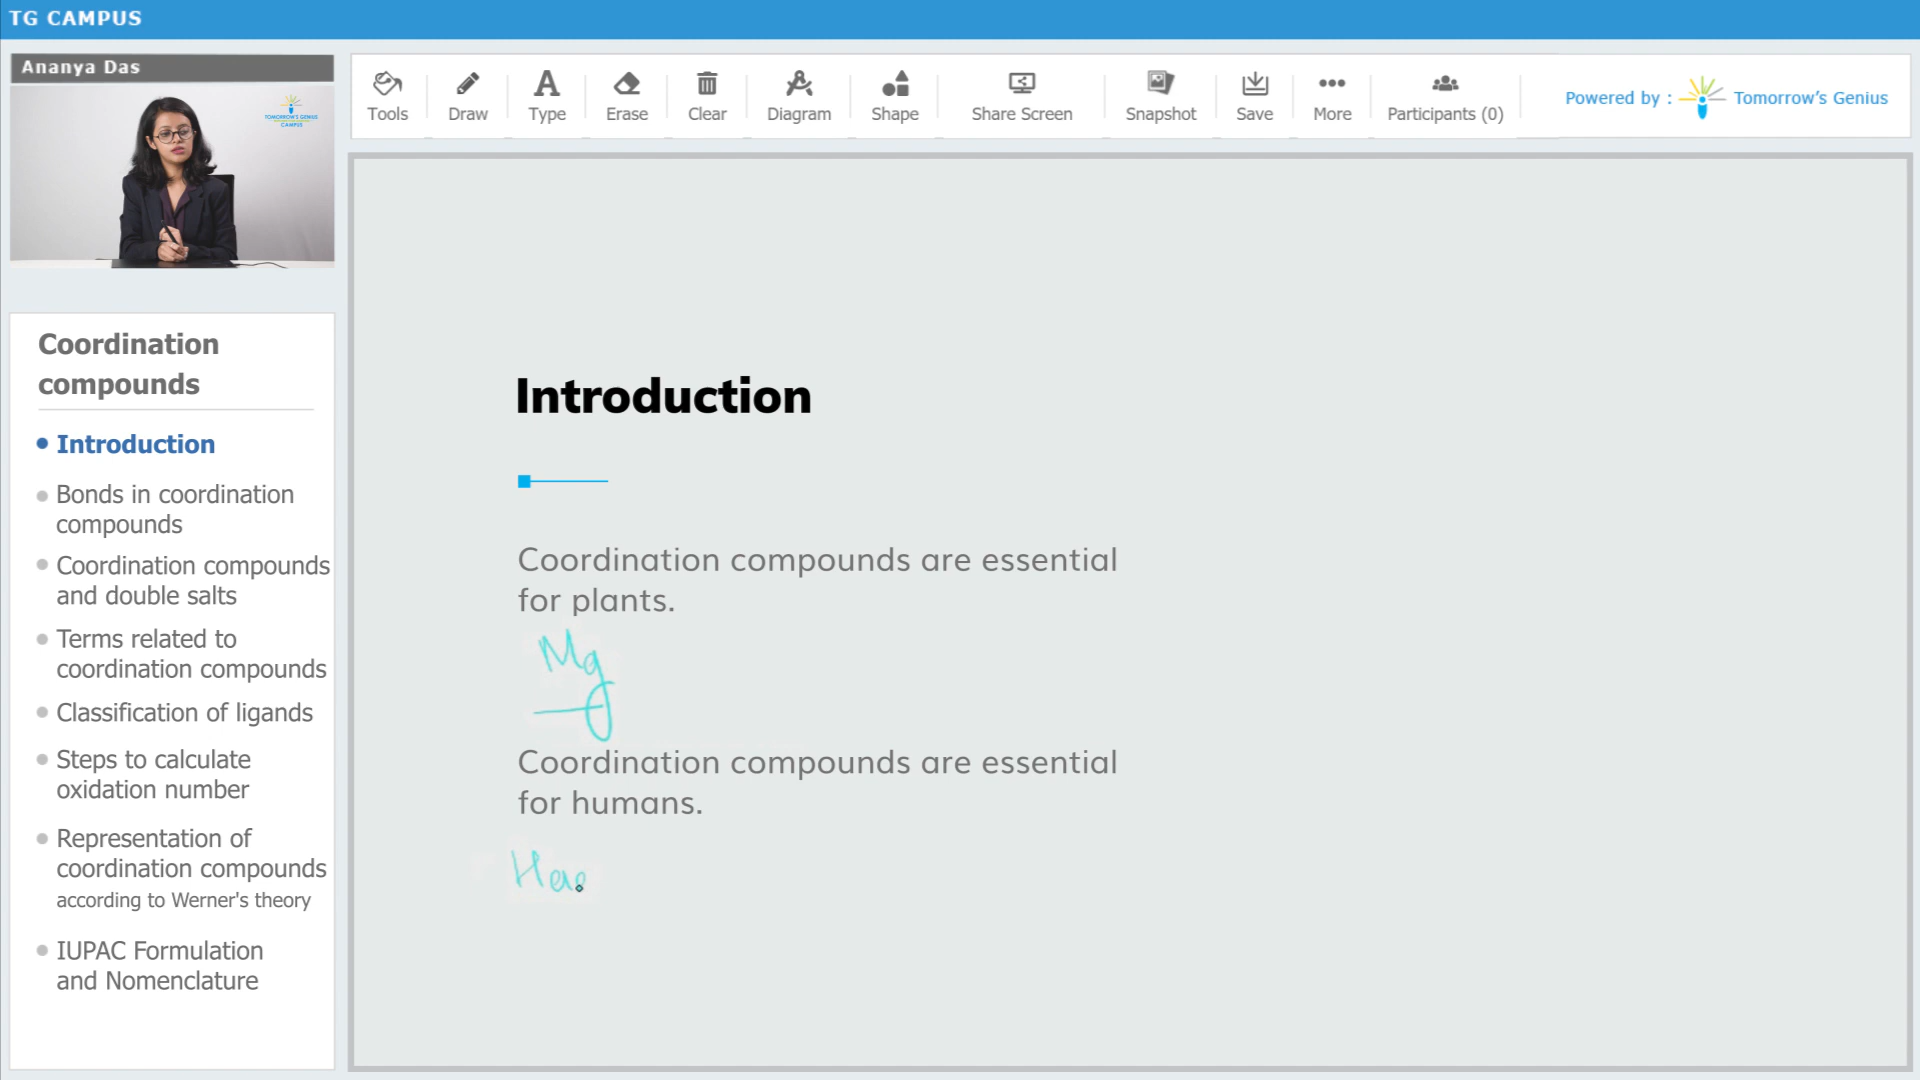 TG CAMPUS
Ananya Das
TOMORROW'S GENIUS
CAMPUS
Tools
Draw
Type
Erase
Clear
Diagram
Shape
Share Screen
Snapshot
Save
More
Participants (0)
Powered by :
Tomorrow's Genius
Coordination
compounds
Introduction
Bonds in coordination
compounds
Coordination compounds
and double salts
Terms related to
coordination compounds
Classification of ligands
Steps to calculate
oxidation number
Representation of
coordination compounds
according to Werner's theory
IUPAC Formulation
and Nomenclature
Introduction
Coordination compounds are essential
for plants.
Mg
Coordination compounds are essential
for humans.